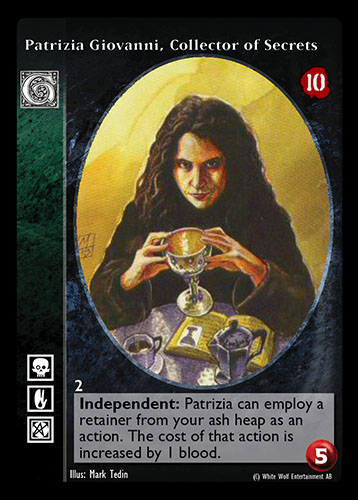 Patrizia Giovanni, Collector of Secrets
10
2
Independent: Patrizia can employ a
retainer from your ash heap as an
action. The cost of that action is
increased by 1 blood.
5
Illus: Mark Tedin
(C) White Wolf Entertainment AB